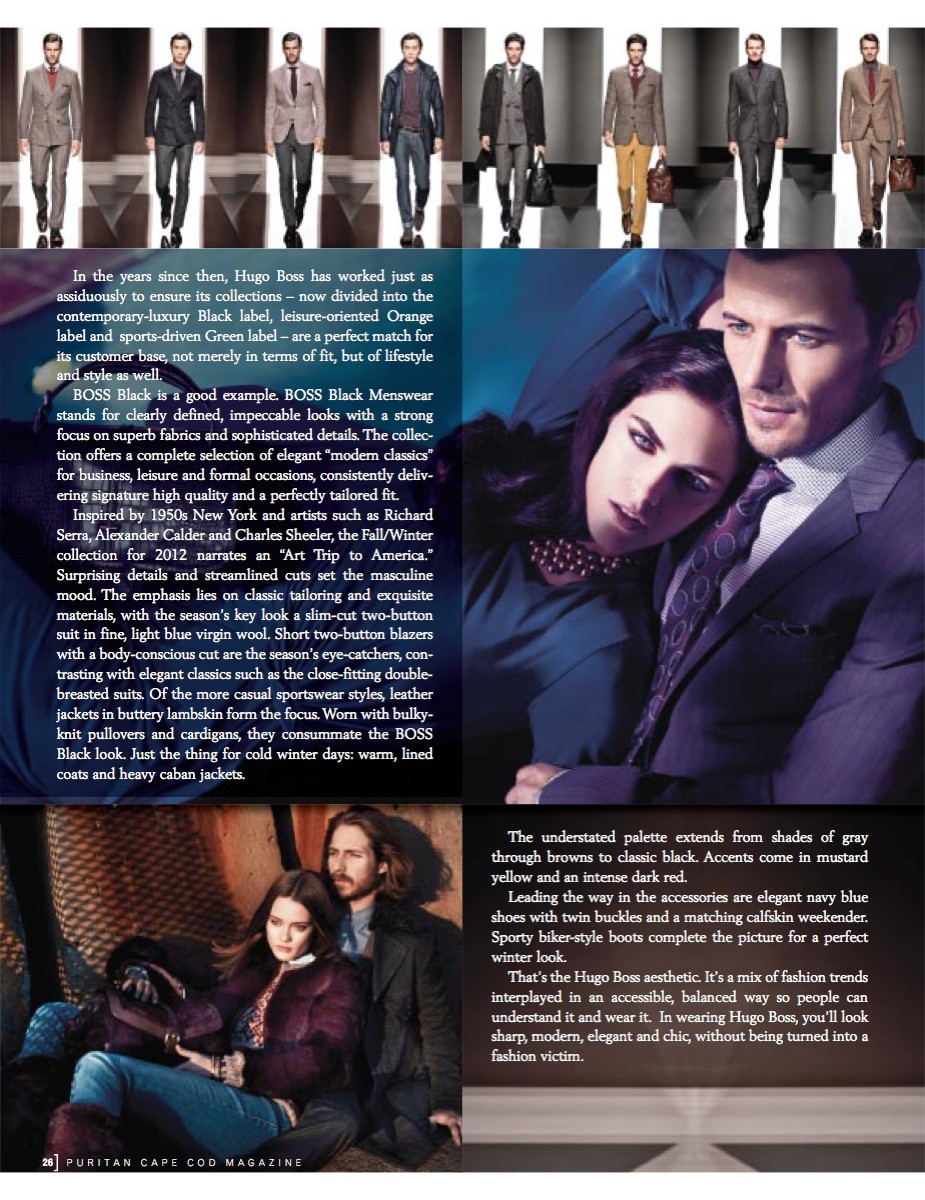 In the years since then, Hugo Boss has worked just as
assiduously to ensure its collections – now divided into the
contemporary-luxury Black label, leisure-oriented Orange
label and sports-driven Green label – are a perfect match for
its customer base, not merely in terms of fit, but of lifestyle
and style as well.
BOSS Black is a good example. BOSS Black Menswear
stands for clearly defined, impeccable looks with a strong
focus on superb fabrics and sophisticated details. The collec-
tion offers a complete selection of elegant “modern classics”
for business, leisure and formal occasions, consistently deliv-
ering signature high quality and a perfectly tailored fit.
Inspired by 1950s New York and artists such as Richard
Serra, Alexander Calder and Charles Sheeler, the Fall/Winter
collection for 2012 narrates an “Art Trip to America.”
Surprising details and streamlined cuts set the masculine
mood. The emphasis lies on classic tailoring and exquisite
materials, with the season’s key look a slim-cut two-button
suit in fine, light blue virgin wool. Short two-button blazers
with a body-conscious cut are the season’s eye-catchers, con-
trasting with elegant classics such as the close-fitting double-
breasted suits. Of the more casual sportswear styles, leather
jackets in buttery lambskin form the focus. Worn with bulky-
knit pullovers and cardigans, they consummate the BOSS
Black look. Just the thing for cold winter days: warm, lined
coats and heavy caban jackets.
The understated palette extends from shades of gray
through browns to classic black. Accents come in mustard
yellow and an intense dark red.
Leading the way in the accessories are elegant navy blue
shoes with twin buckles and a matching calfskin weekender.
Sporty biker-style boots complete the picture for a perfect
winter look.
That’s the Hugo Boss aesthetic. It’s a mix of fashion trends
interplayed in an accessible, balanced way so people can
understand it and wear it. In wearing Hugo Boss, you’ll look
sharp, modern, elegant and chic, without being turned into a
fashion victim.
26] PURITAN CAPE COD MAGAZINE